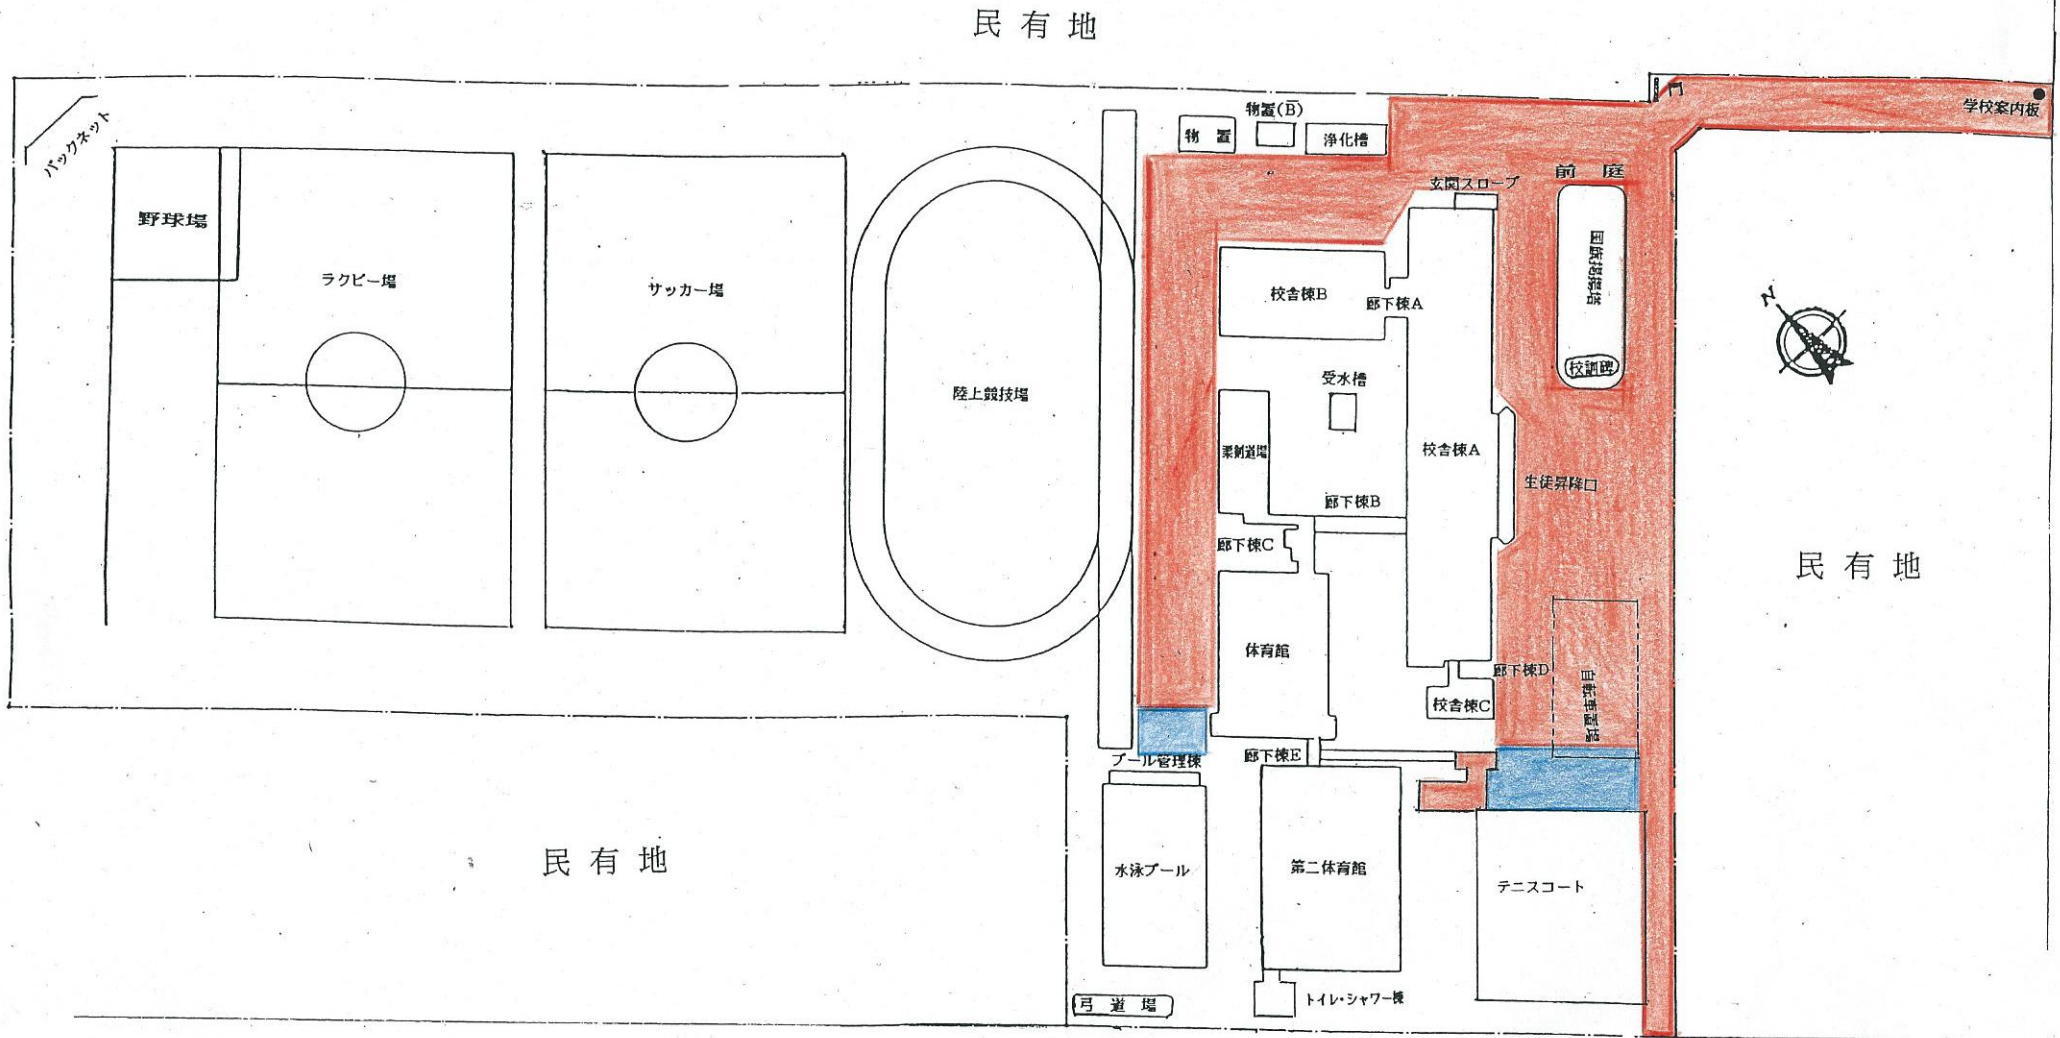 民有地
学校案内板
門
バックネット
物置(B)
物置
浄化槽
前庭
玄関スロープ
野球場
ラクビー場
サッカー場
国旗掲揚塔
校舎棟B
廊下棟A
N
校訓碑
受水槽
陸上競技場
柔剣道場
校舎棟A
生徒昇降口
廊下棟B
廊下棟C
民有地
体育館
廊下棟D
自転車置場
校舎棟C
プール管理棟
廊下棟E
民有地
水泳プール
第二体育館
テニスコート
弓道場
トイレ・シャワー棟